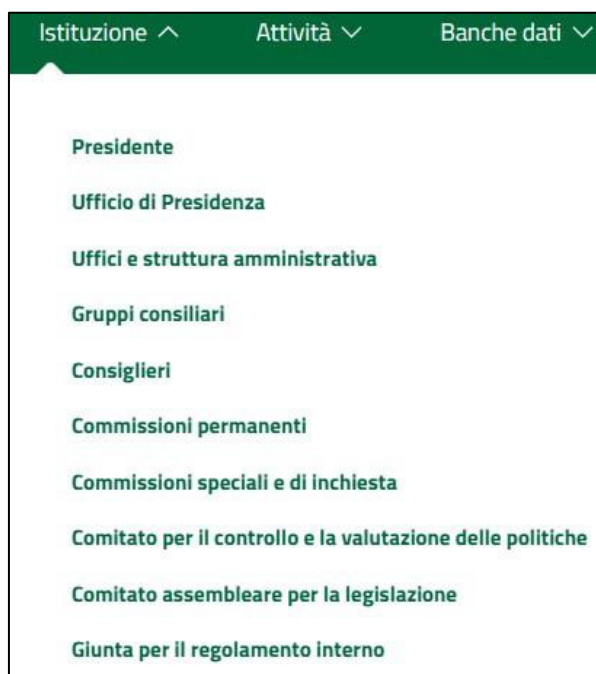 Istituzione Attività Banche dati
Presidente
Ufficio di Presidenza
Uffici e struttura amministrativa
Gruppi consiliari
Consiglieri
Commissioni permanenti
Commissioni speciali e di inchiesta
Comitato per il controllo e la valutazione delle politiche
Comitato assembleare per la legislazione
Giunta per il regolamento interno